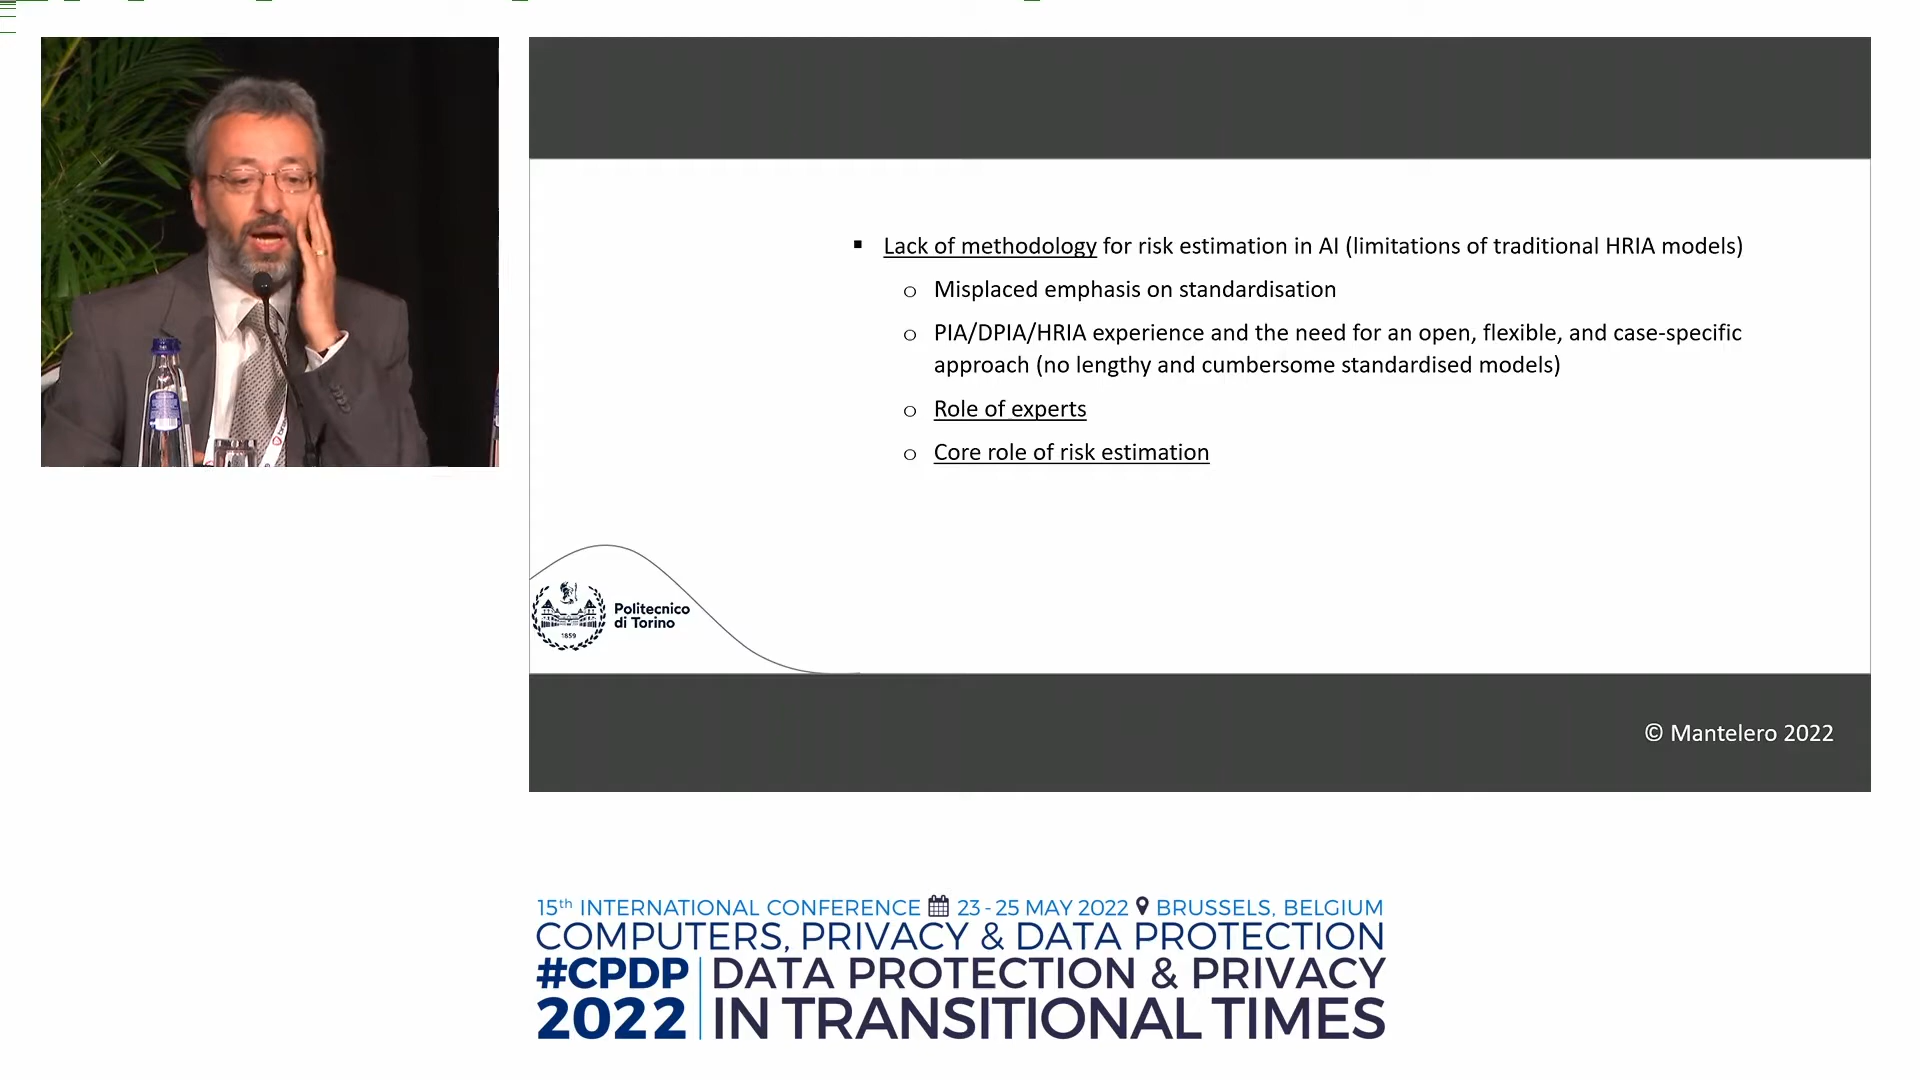 ▪ Lack of methodology for risk estimation in AI (limitations of traditional HRIA models)
o Misplaced emphasis on standardisation
o PIA/DPIA/HRIA experience and the need for an open, flexible, and case-specific
approach (no lengthy and cumbersome standardised models)
o Role of experts
o Core role of risk estimation
1859
Politecnico
di Torino
© Mantelero 2022
15th INTERNATIONAL CONFERENCE 23-25 MAY 2022 BRUSSELS, BELGIUM
COMPUTERS, PRIVACY & DATA PROTECTION
#CPDP
2022
DATA PROTECTION & PRIVACY
IN TRANSITIONAL TIMES